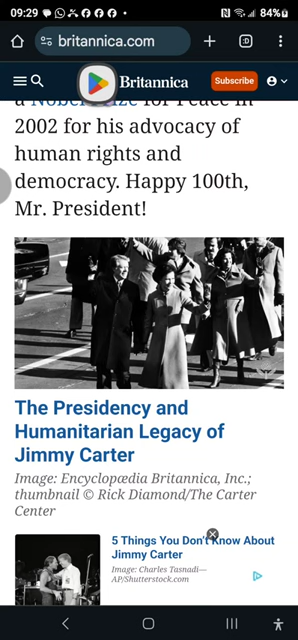 09:29
84%
britannica.com
:D
Britannica
Subscribe
a Nobel Prize for Peace in
2002 for his advocacy of
human rights and
democracy. Happy 100th,
Mr. President!
The Presidency and
Humanitarian Legacy of
Jimmy Carter
Image: Encyclopædia Britannica, Inc.;
thumbnail © Rick Diamond/The Carter
Center
5 Things You Don't Know About
Jimmy Carter
Image: Charles Tasnadi—
AP/Shutterstock.com